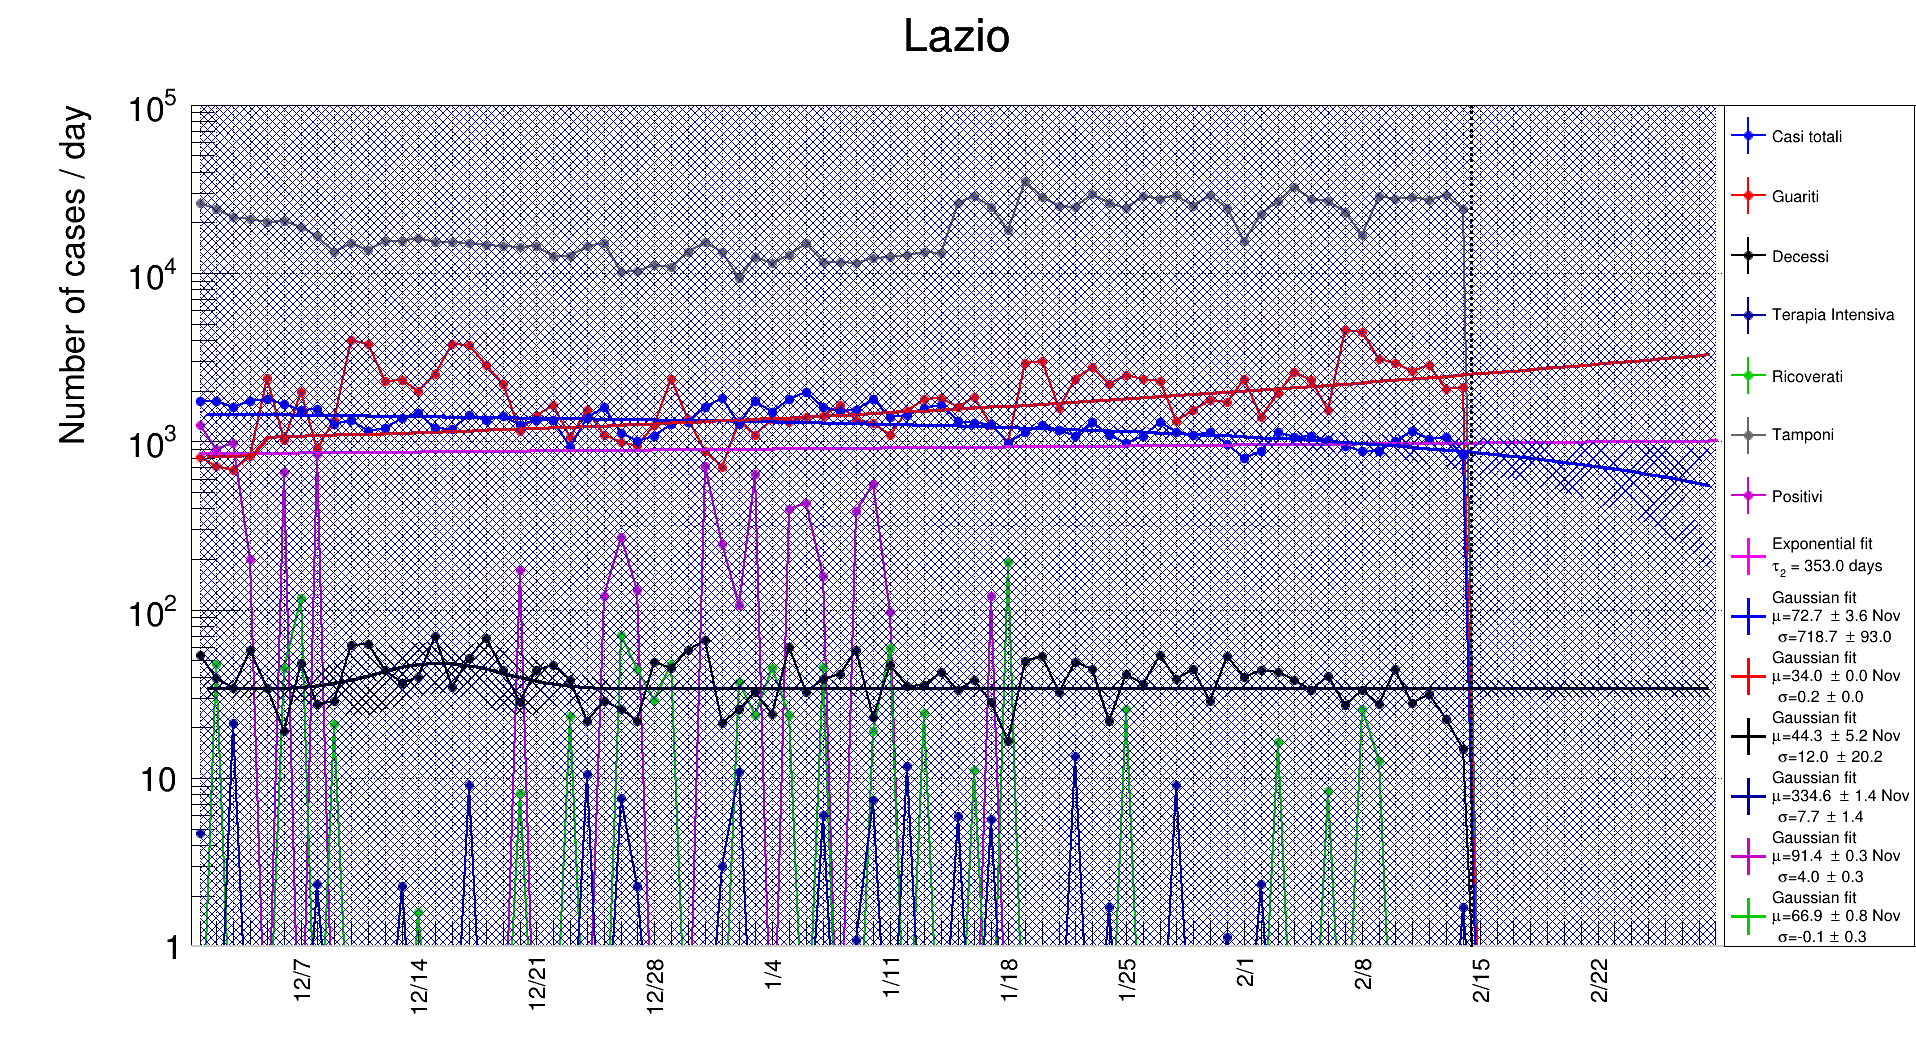 Lazio
Number of cases / day
10^5
10^4
10^3
10^2
10
1
12/7
12/14
12/21
12/28
1/4
1/11
1/18
1/25
2/1
2/8
2/15
2/22
Casi totali
Guariti
Decessi
Terapia Intensiva
Ricoverati
Tamponi
Positivi
Exponential fit
τ2 = 353.0 days
Gaussian fit
μ=72.7 ± 3.6 Nov
σ=718.7 ± 93.0
Gaussian fit
μ=34.0 ± 0.0 Nov
σ=0.2 ± 0.0
Gaussian fit
μ=44.3 ± 5.2 Nov
σ=12.0 ± 20.2
Gaussian fit
μ=334.6 ± 1.4 Nov
σ=7.7 ± 1.4
Gaussian fit
μ=91.4 ± 0.3 Nov
σ=4.0 ± 0.3
Gaussian fit
μ=66.9 ± 0.8 Nov
σ=-0.1 ± 0.3